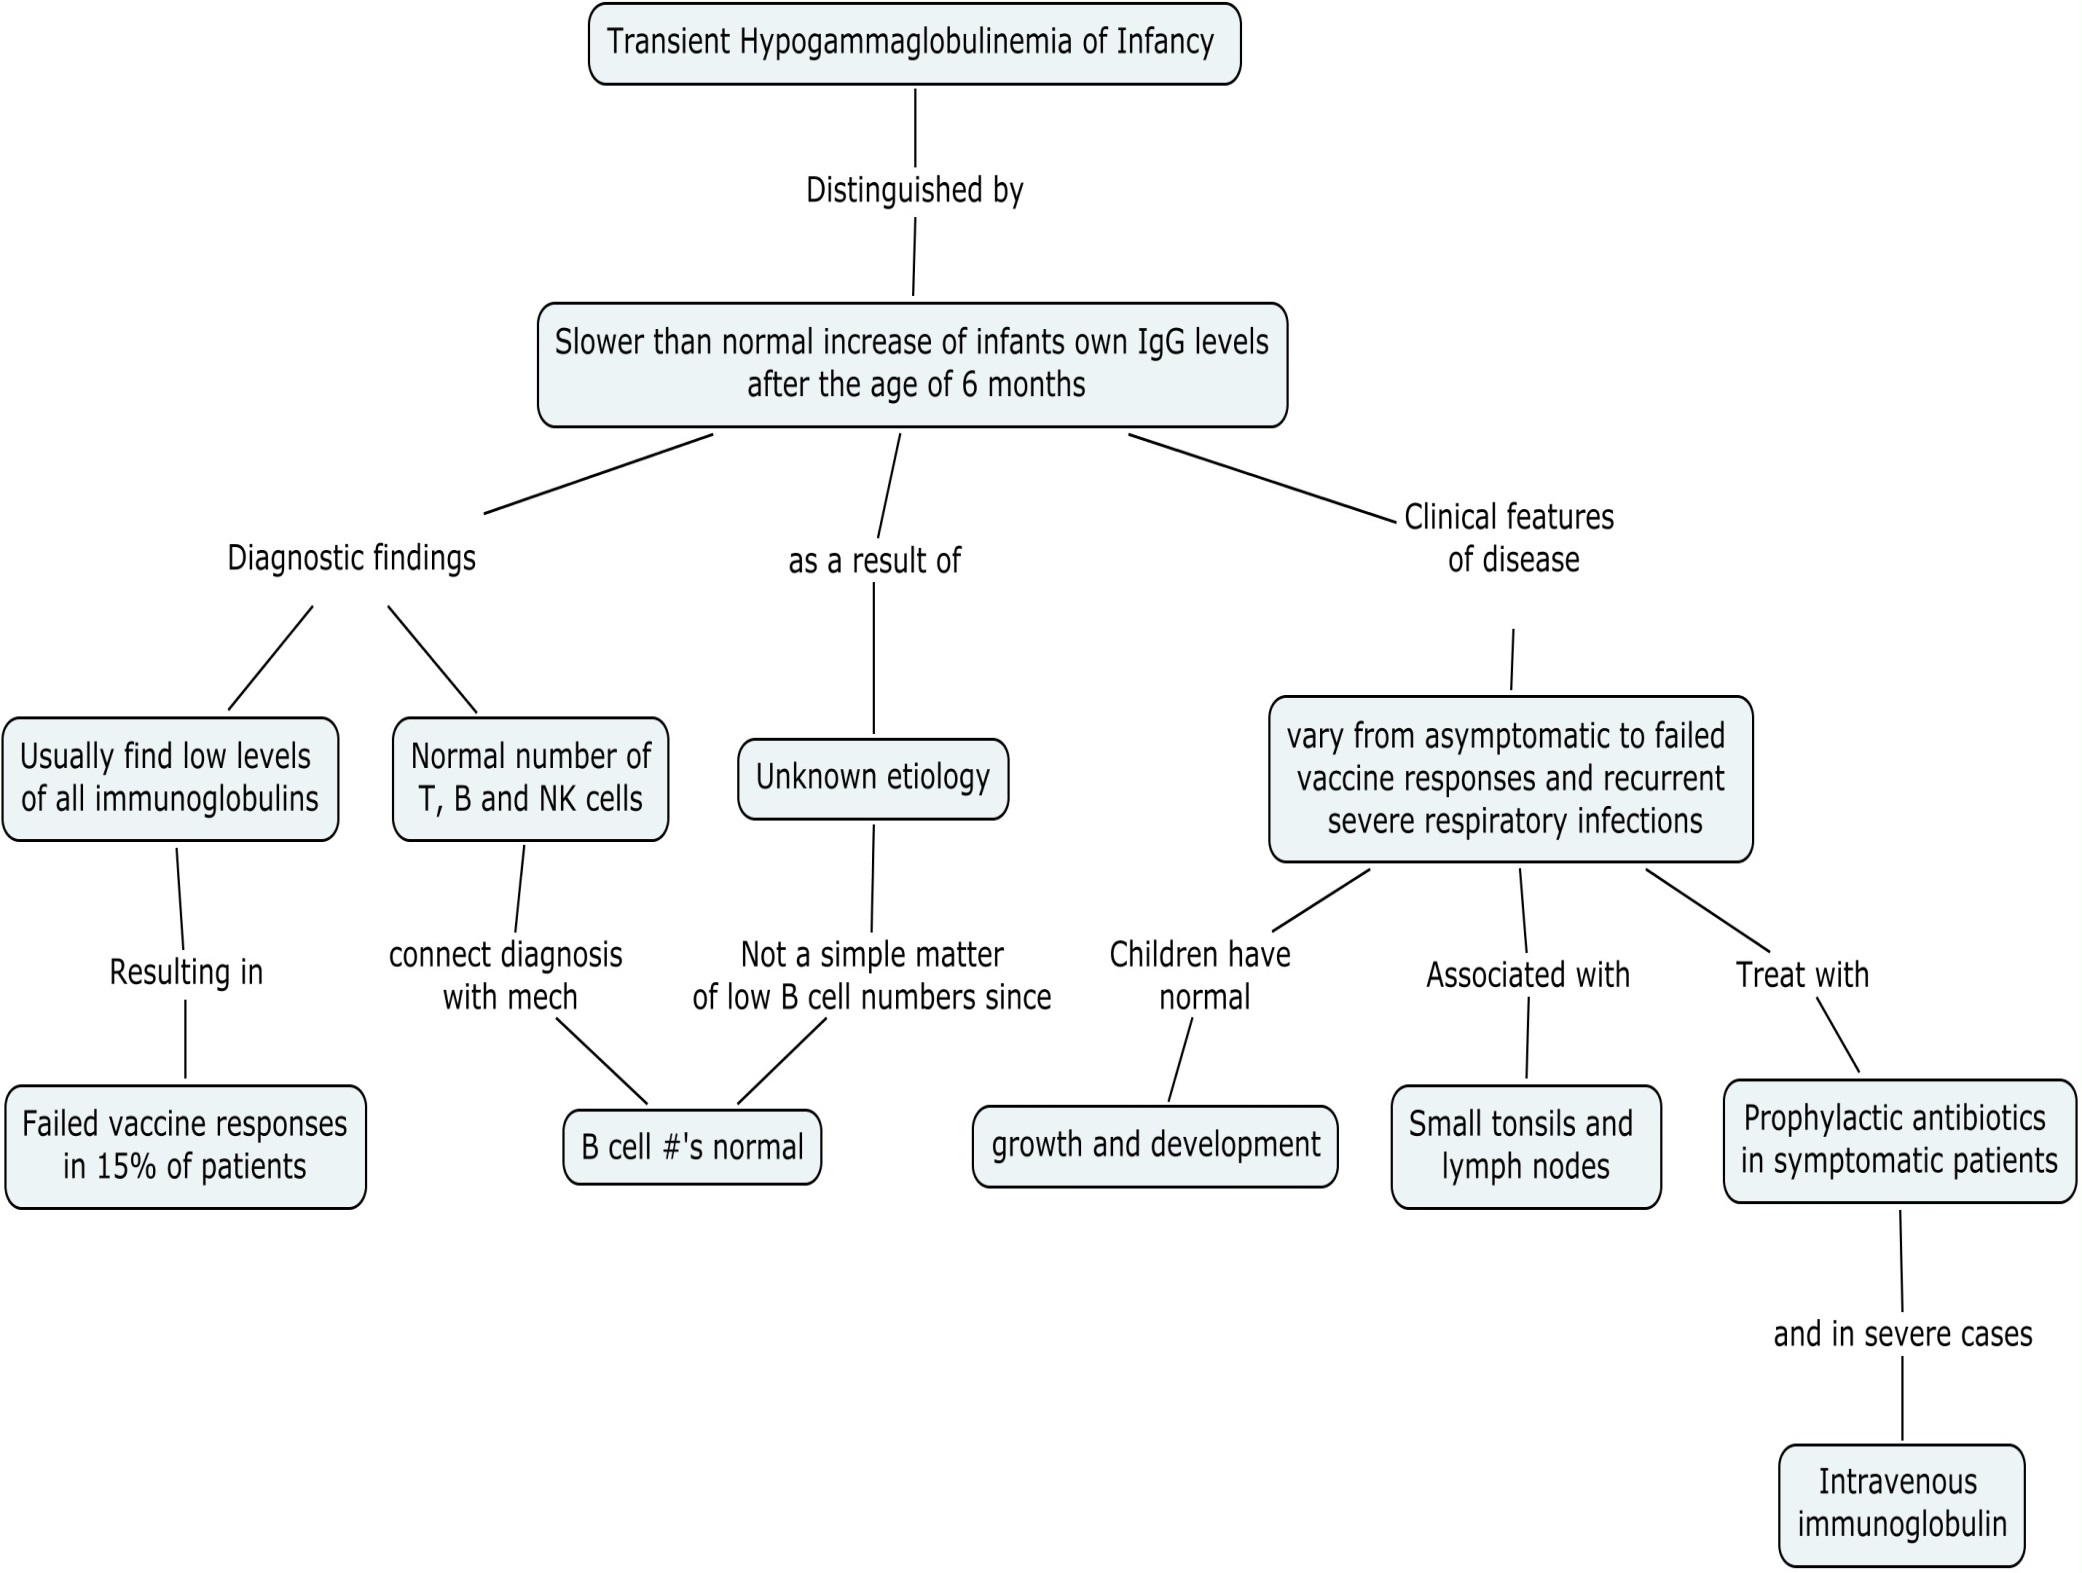 Transient Hypogammaglobulinemia of Infancy
Distinguished by
Slower than normal increase of infants own IgG levels
after the age of 6 months
Diagnostic findings
as a result of
Clinical features
of disease
Usually find low levels
of all immunoglobulins
Normal number of
T, B and NK cells
Unknown etiology
vary from asymptomatic to failed
vaccine responses and recurrent
severe respiratory infections
Resulting in
connect diagnosis
with mech
Not a simple matter
of low B cell numbers since
Children have
normal
Associated with
Treat with
Failed vaccine responses
in 15% of patients
B cell #'s normal
growth and development
Small tonsils and
lymph nodes
Prophylactic antibiotics
in symptomatic patients
and in severe cases
Intravenous
immunoglobulin